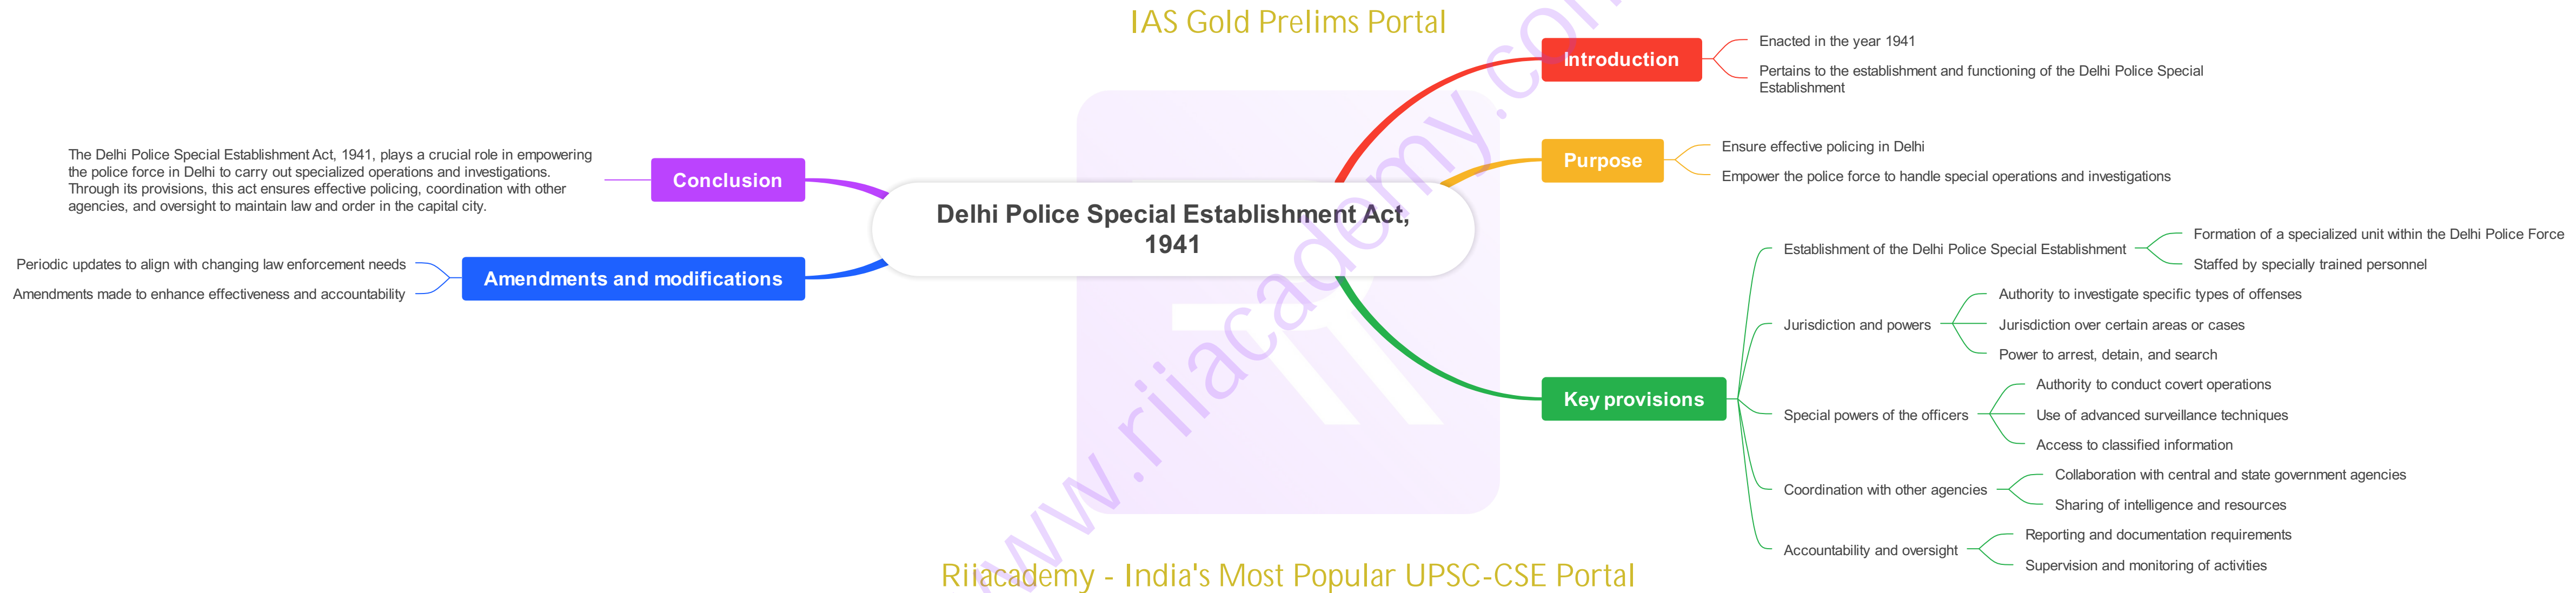 IAS Gold Prelims Portal
Delhi Police Special Establishment Act,
1941
Introduction
Enacted in the year 1941
Pertains to the establishment and functioning of the Delhi Police Special
Establishment
Purpose
Ensure effective policing in Delhi
Empower the police force to handle special operations and investigations
Key provisions
Establishment of the Delhi Police Special Establishment
Formation of a specialized unit within the Delhi Police Force
Staffed by specially trained personnel
Jurisdiction and powers
Authority to investigate specific types of offenses
Jurisdiction over certain areas or cases
Power to arrest, detain, and search
Special powers of the officers
Authority to conduct covert operations
Use of advanced surveillance techniques
Access to classified information
Coordination with other agencies
Collaboration with central and state government agencies
Sharing of intelligence and resources
Accountability and oversight
Reporting and documentation requirements
Supervision and monitoring of activities
Amendments and modifications
Periodic updates to align with changing law enforcement needs
Amendments made to enhance effectiveness and accountability
Conclusion
The Delhi Police Special Establishment Act, 1941, plays a crucial role in empowering
the police force in Delhi to carry out specialized operations and investigations.
Through its provisions, this act ensures effective policing, coordination with other
agencies, and oversight to maintain law and order in the capital city.
www.riiacademy.com
Riiacademy - India's Most Popular UPSC-CSE Portal